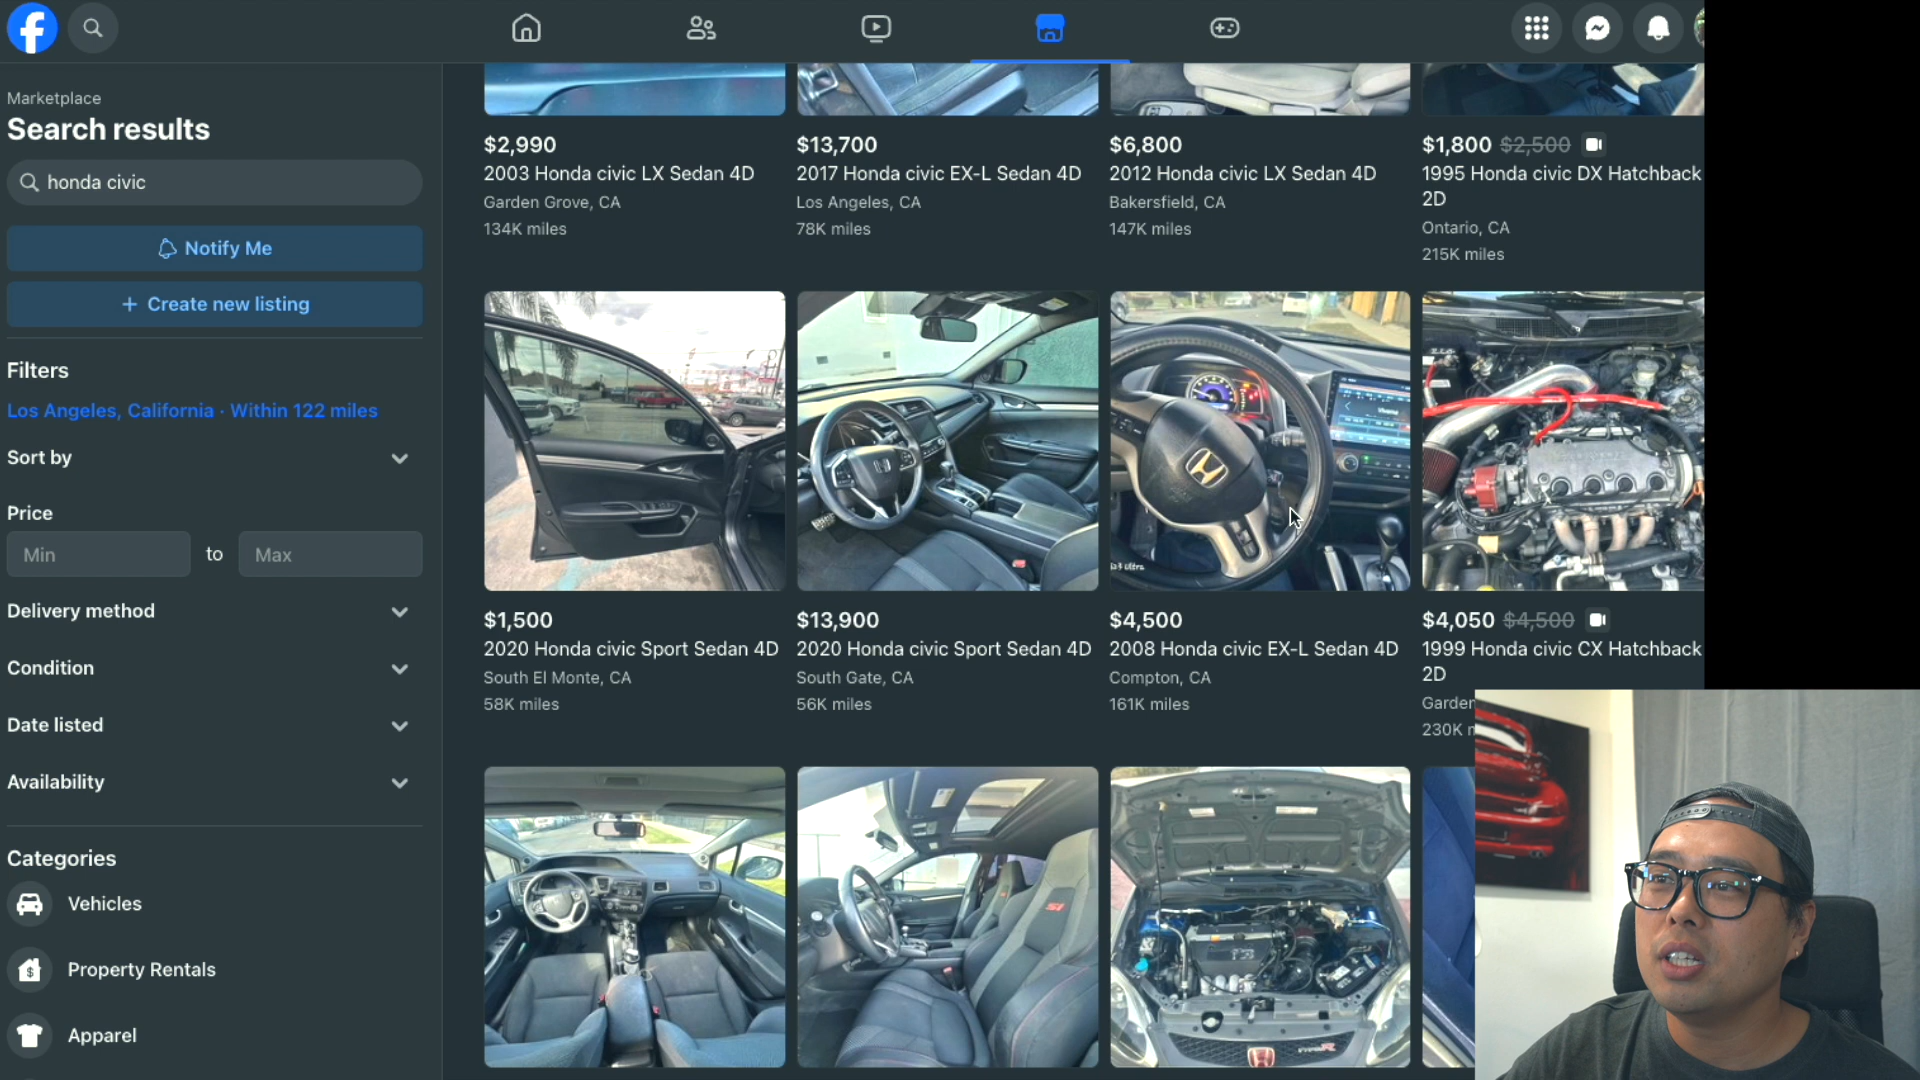 Marketplace
Search results
honda civic
Notify Me
+ Create new listing
Filters
Los Angeles, California · Within 122 miles
Sort by
Price
Min to Max
Delivery method
Condition
Date listed
Availability
Categories
Vehicles
Property Rentals
Apparel
$2,990
2003 Honda civic LX Sedan 4D
Garden Grove, CA
134K miles
$13,700
2017 Honda civic EX-L Sedan 4D
Los Angeles, CA
78K miles
$6,800
2012 Honda civic LX Sedan 4D
Bakersfield, CA
147K miles
$1,800 $2,500
1995 Honda civic DX Hatchback
2D
Ontario, CA
215K miles
$1,500
2020 Honda civic Sport Sedan 4D
South El Monte, CA
58K miles
$13,900
2020 Honda civic Sport Sedan 4D
South Gate, CA
56K miles
$4,500
2008 Honda civic EX-L Sedan 4D
Compton, CA
161K miles
$4,050 $4,500
1999 Honda civic CX Hatchback
2D
Garden
230K m
Si